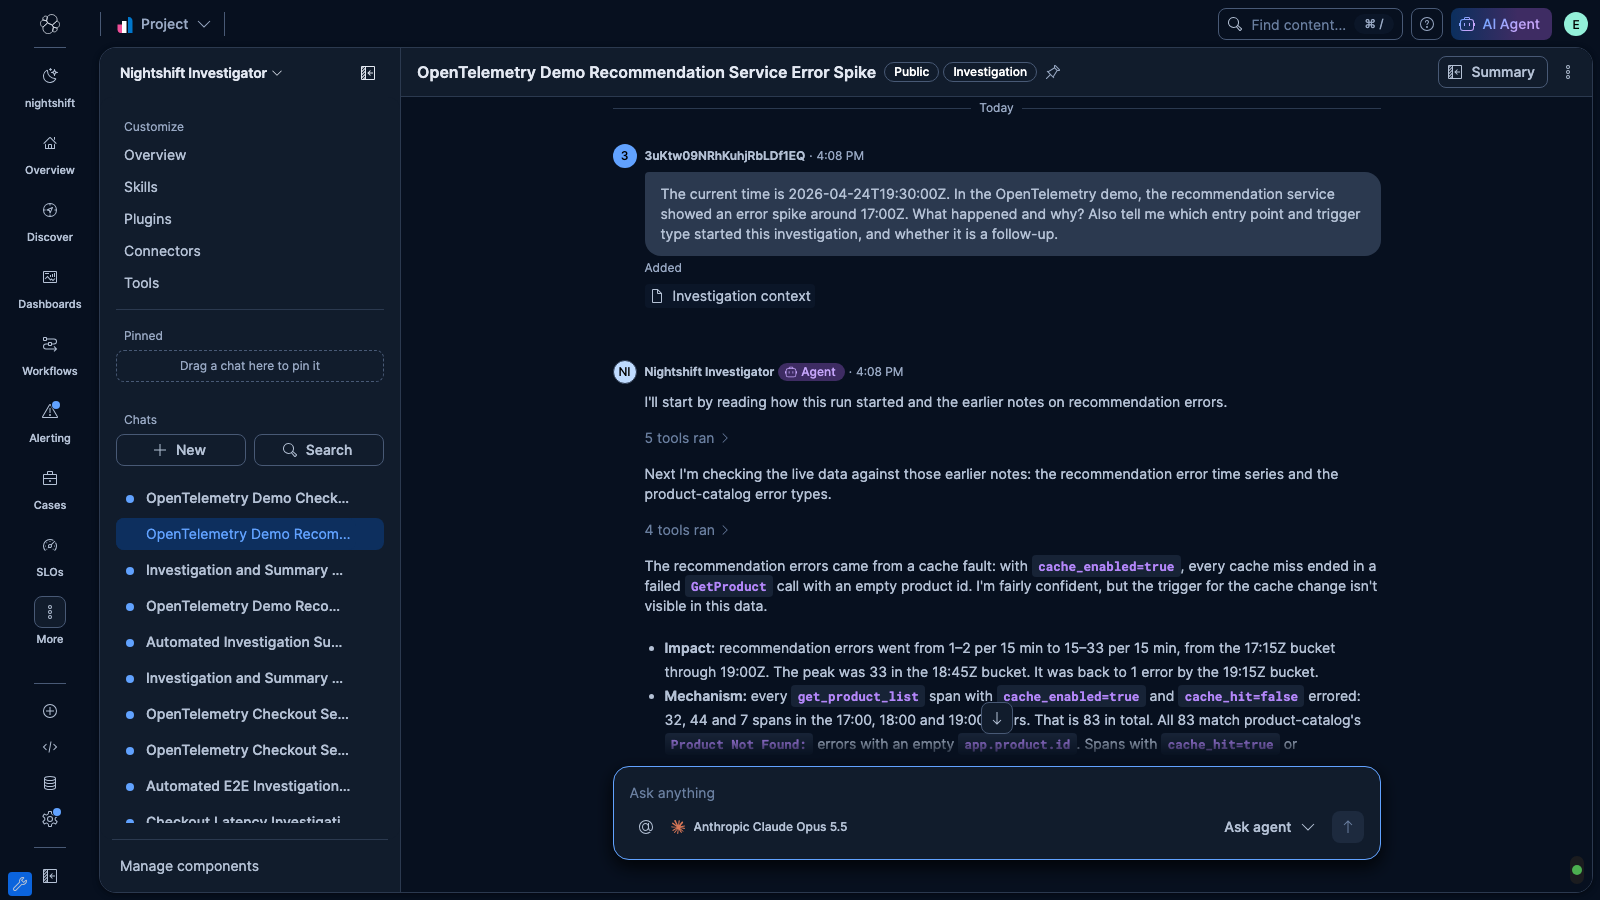 Project
Find content...
⌘ /
AI Agent
E
nightshift
Overview
Discover
Dashboards
Workflows
Alerting
Cases
SLOs
More
Nightshift Investigator
Customize
Overview
Skills
Plugins
Connectors
Tools
Pinned
Drag a chat here to pin it
Chats
New
Search
OpenTelemetry Demo Check...
OpenTelemetry Demo Recom...
Investigation and Summary ...
OpenTelemetry Demo Reco...
Automated Investigation Su...
Investigation and Summary ...
OpenTelemetry Checkout Se...
OpenTelemetry Checkout Se...
Automated E2E Investigation...
Checkout Latency Investigati
Manage components
OpenTelemetry Demo Recommendation Service Error Spike
Public
Investigation
Summary
Today
3
3uKtw09NRhKuhjRbLDf1EQ · 4:08 PM
The current time is 2026-04-24T19:30:00Z. In the OpenTelemetry demo, the recommendation service
showed an error spike around 17:00Z. What happened and why? Also tell me which entry point and trigger
type started this investigation, and whether it is a follow-up.
Added
Investigation context
NI
Nightshift Investigator Agent · 4:08 PM
I'll start by reading how this run started and the earlier notes on recommendation errors.
5 tools ran
Next I'm checking the live data against those earlier notes: the recommendation error time series and the
product-catalog error types.
4 tools ran
The recommendation errors came from a cache fault: with cache_enabled=true, every cache miss ended in a
failed GetProduct call with an empty product id. I'm fairly confident, but the trigger for the cache change isn't
visible in this data.
• Impact: recommendation errors went from 1–2 per 15 min to 15–33 per 15 min, from the 17:15Z bucket
through 19:00Z. The peak was 33 in the 18:45Z bucket. It was back to 1 error by the 19:15Z bucket.
• Mechanism: every get_product_list span with cache_enabled=true and cache_hit=false errored:
32, 44 and 7 spans in the 17:00, 18:00 and 19:00 rs. That is 83 in total. All 83 match product-catalog's
Product Not Found: errors with an empty app.product.id. Spans with cache_hit=true or
Ask anything
@
Anthropic Claude Opus 5.5
Ask agent